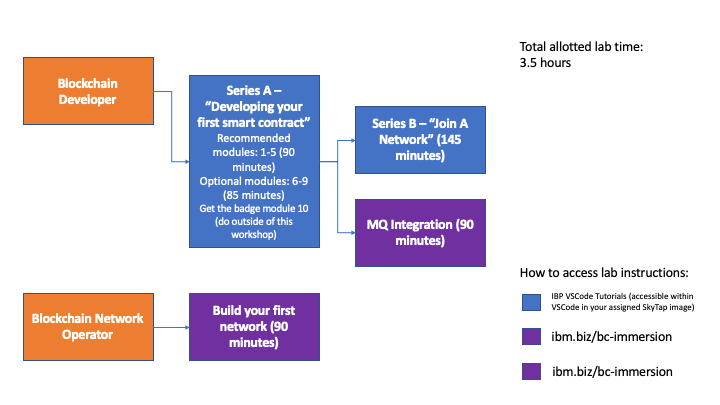 Total allotted lab time:
3.5 hours
Blockchain
Developer
Series A –
“Developing your
first smart contract”
Recommended
modules: 1-5 (90
minutes)
Optional modules: 6-9
(85 minutes)
Get the badge module 10
(do outside of this
workshop)
Series B – “Join A
Network” (145
minutes)
MQ Integration (90
minutes)
Blockchain Network
Operator
Build your first
network (90
minutes)
How to access lab instructions:
IBP VSCode Tutorials (accessible within
VSCode in your assigned SkyTap image)
ibm.biz/bc-immersion
ibm.biz/bc-immersion